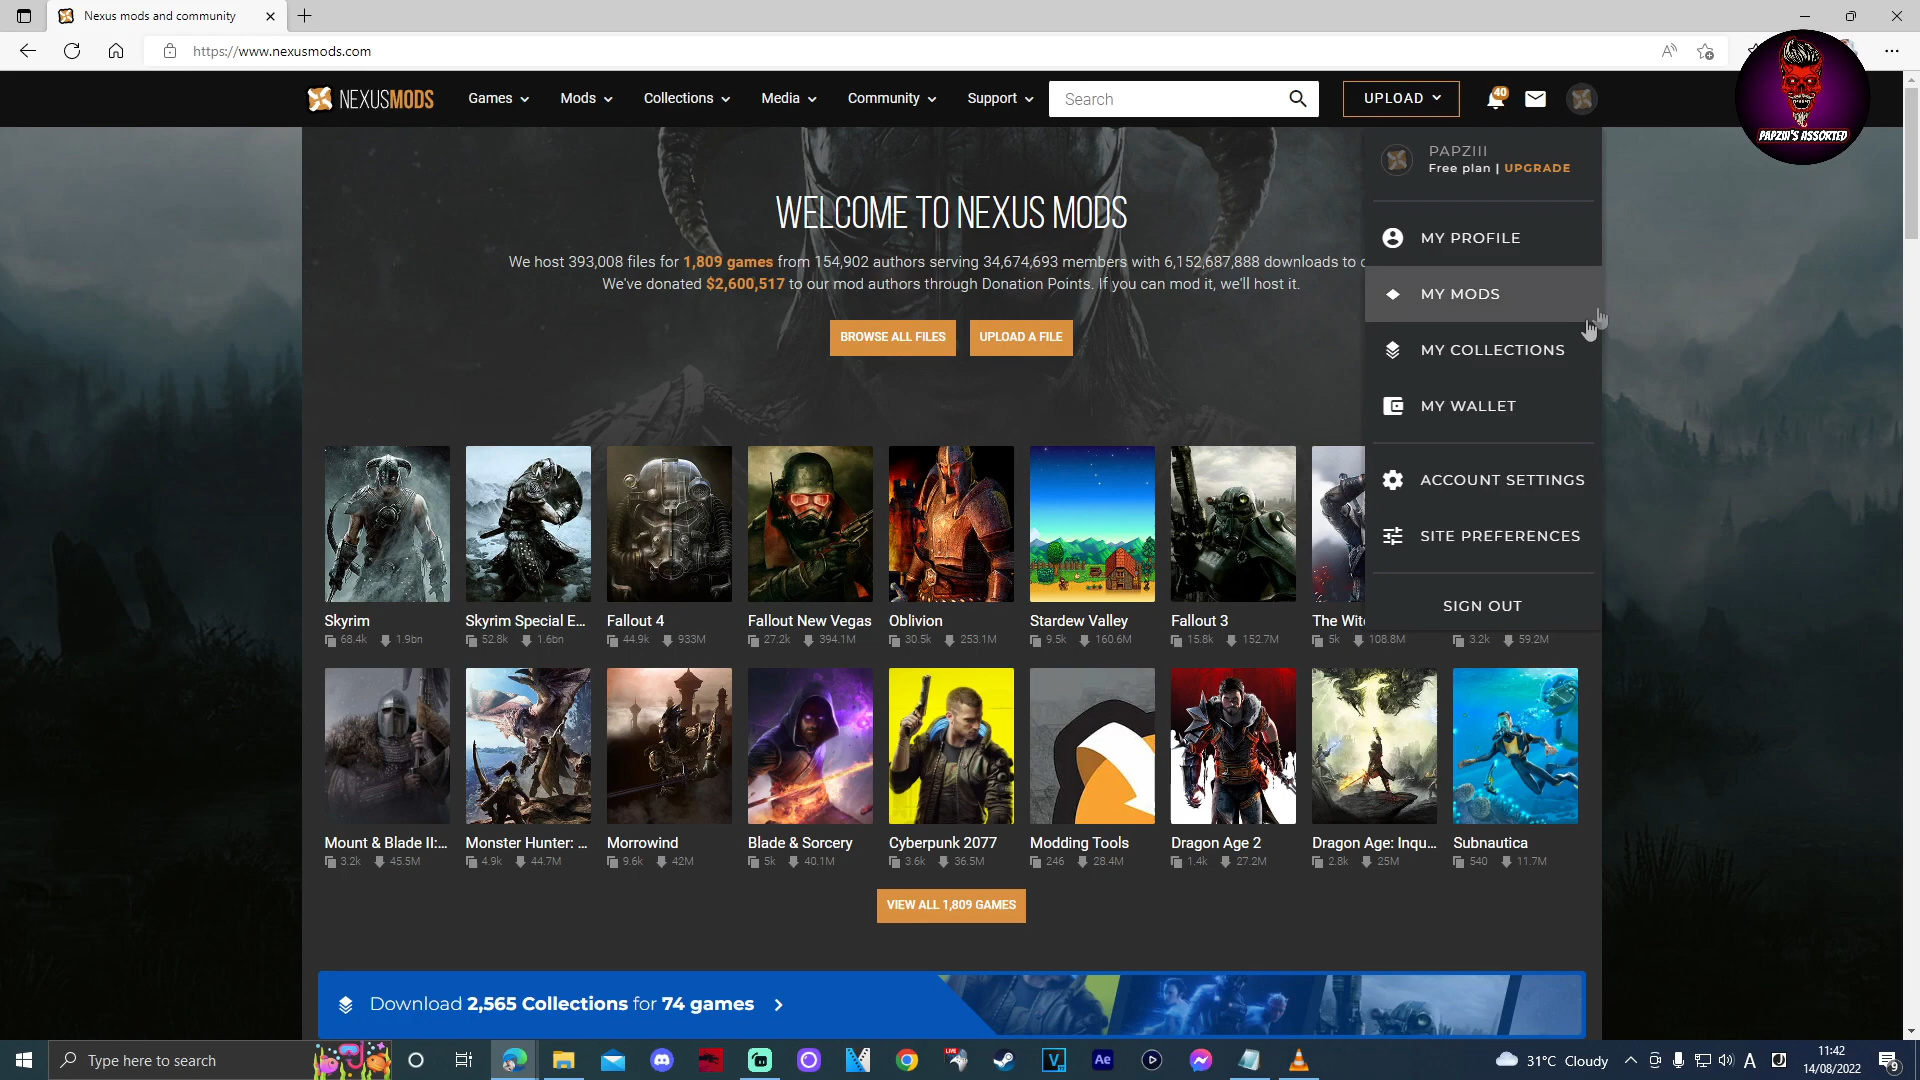 Nexus mods and community
https://www.nexusmods.com
NEXUSMODS
Games
Mods
Collections
Media
Community
Support
Search
UPLOAD
40
PAPZIII'S ASSORTED
PAPZIII
Free plan | UPGRADE
MY PROFILE
MY MODS
MY COLLECTIONS
MY WALLET
ACCOUNT SETTINGS
SITE PREFERENCES
SIGN OUT
WELCOME TO NEXUS MODS
We host 393,008 files for 1,809 games from 154,902 authors serving 34,674,693 members with 6,152,687,888 downloads to
We've donated $2,600,517 to our mod authors through Donation Points. If you can mod it, we'll host it.
BROWSE ALL FILES
UPLOAD A FILE
Skyrim
68.4k 1.9bn
Skyrim Special E...
52.8k 1.6bn
Fallout 4
44.9k 933M
Fallout New Vegas
27.2k 394.1M
Oblivion
30.5k 253.1M
Stardew Valley
9.5k 160.6M
Fallout 3
15.8k 152.7M
The Wit
5k 108.8M
3.2k 59.2M
Mount & Blade II:...
3.2k 45.5M
Monster Hunter: ...
4.9k 44.7M
Morrowind
9.6k 42M
Blade & Sorcery
5k 40.1M
Cyberpunk 2077
3.6k 36.5M
Modding Tools
246 28.4M
Dragon Age 2
1.4k 27.2M
Dragon Age: Inqu...
2.8k 25M
Subnautica
540 11.7M
VIEW ALL 1,809 GAMES
Download 2,565 Collections for 74 games
Type here to search
LIVE
V
Ae
31°C Cloudy
A
11:42
14/08/2022
9